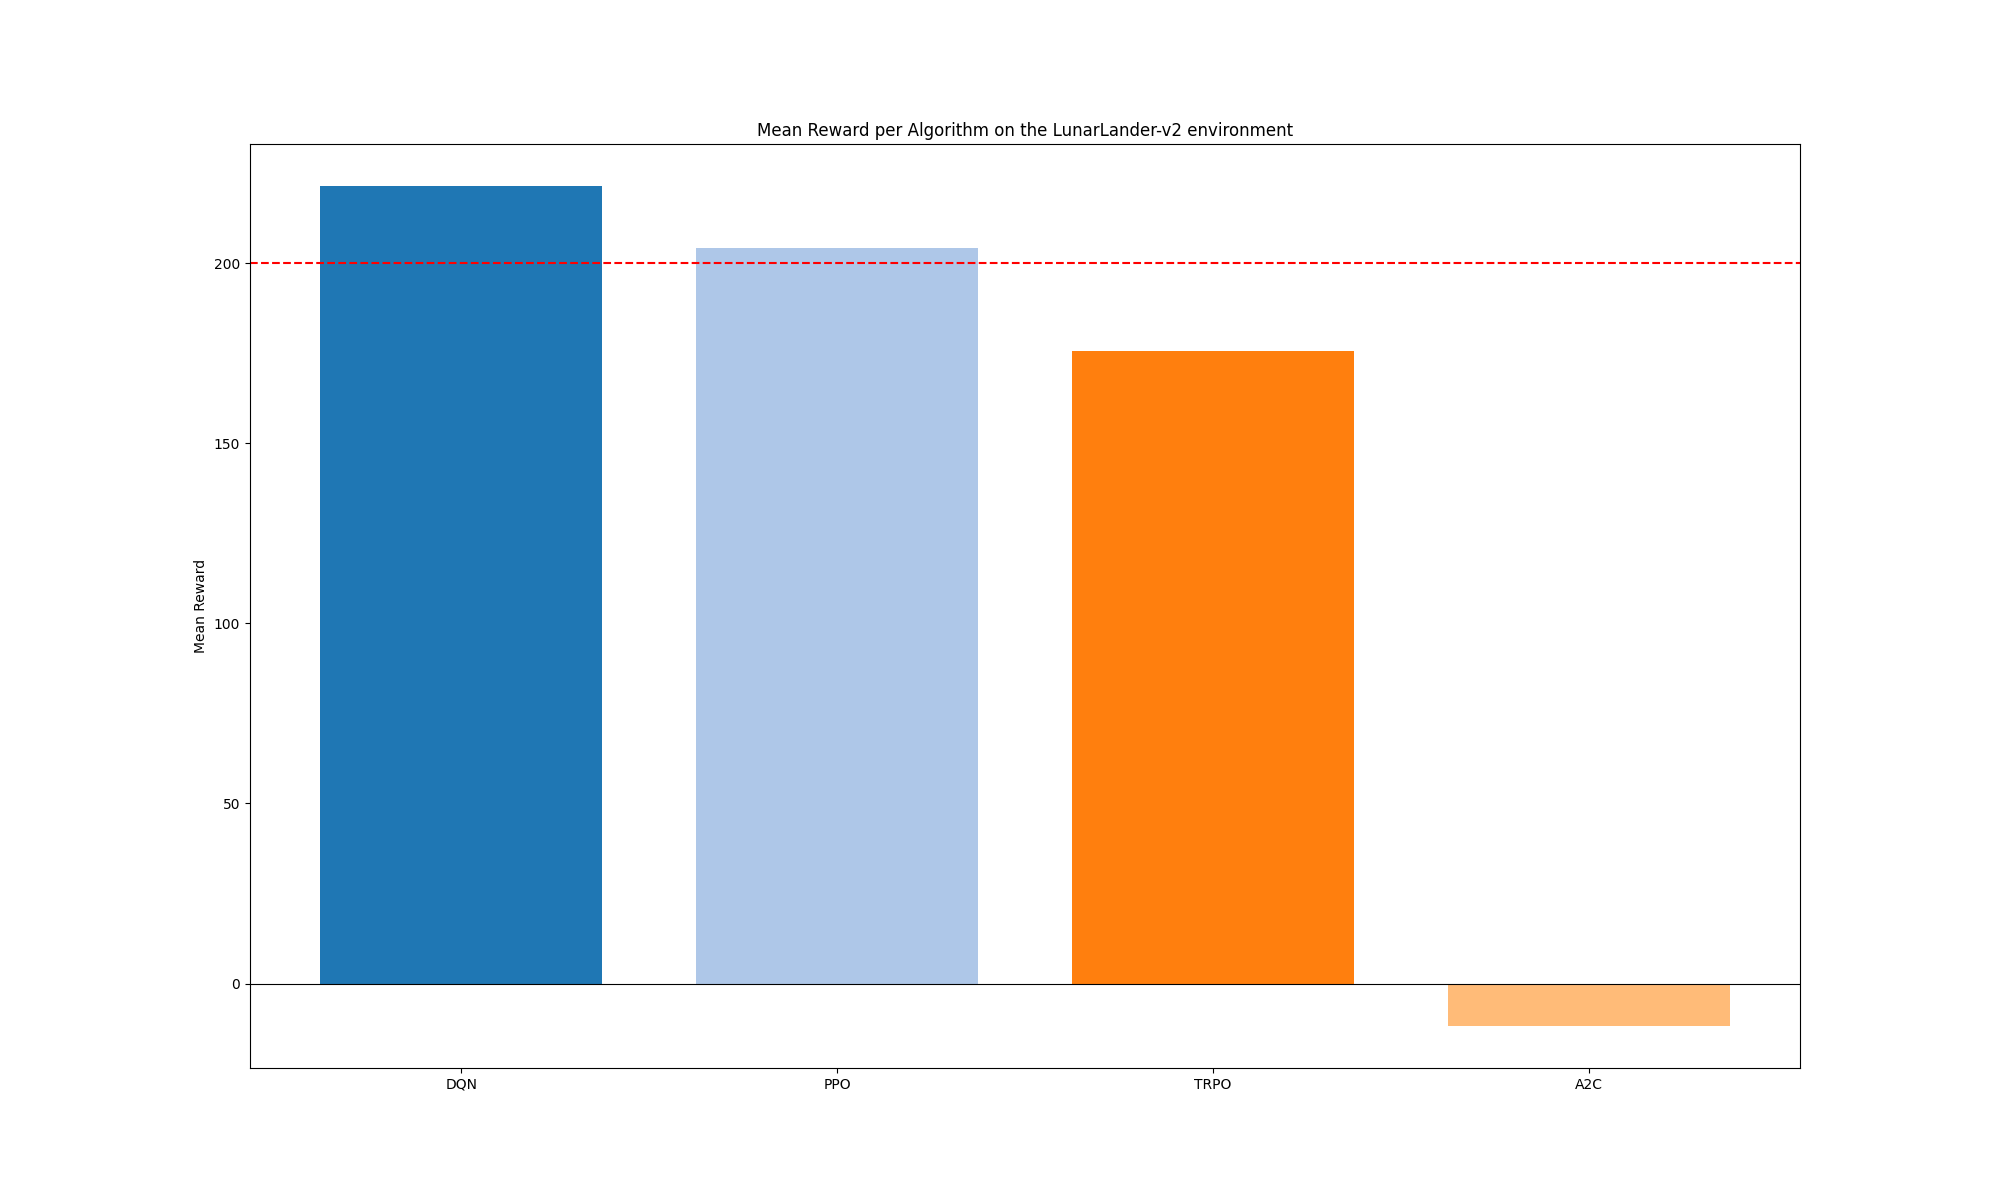 Mean Reward per Algorithm on the LunarLander-v2 environment
Mean Reward
200
150
100
50
0
DQN
PPO
TRPO
A2C